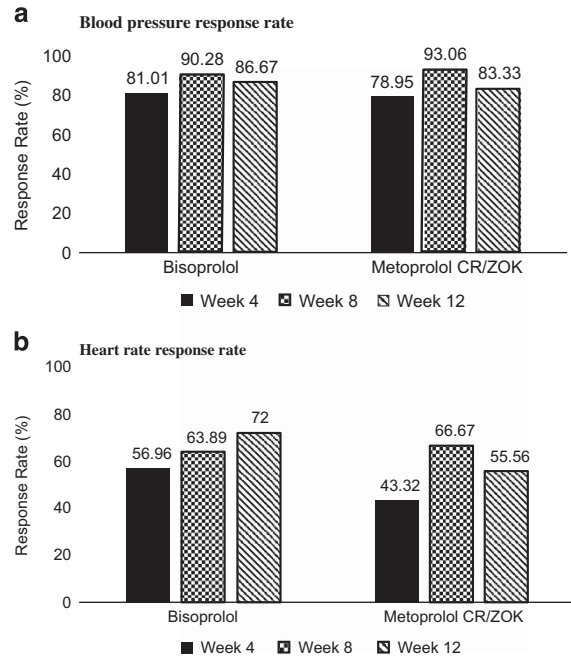 a
Blood pressure response rate
Response Rate (%)
100
80
60
40
20
0
81.01 90.28 86.67 78.95 93.06 83.33
Bisoprolol Metoprolol CR/ZOK
Week 4 Week 8 Week 12
b
Heart rate response rate
Response Rate (%)
100
80
60
40
20
0
56.96 63.89 72 43.32 66.67 55.56
Bisoprolol Metoprolol CR/ZOK
Week 4 Week 8 Week 12